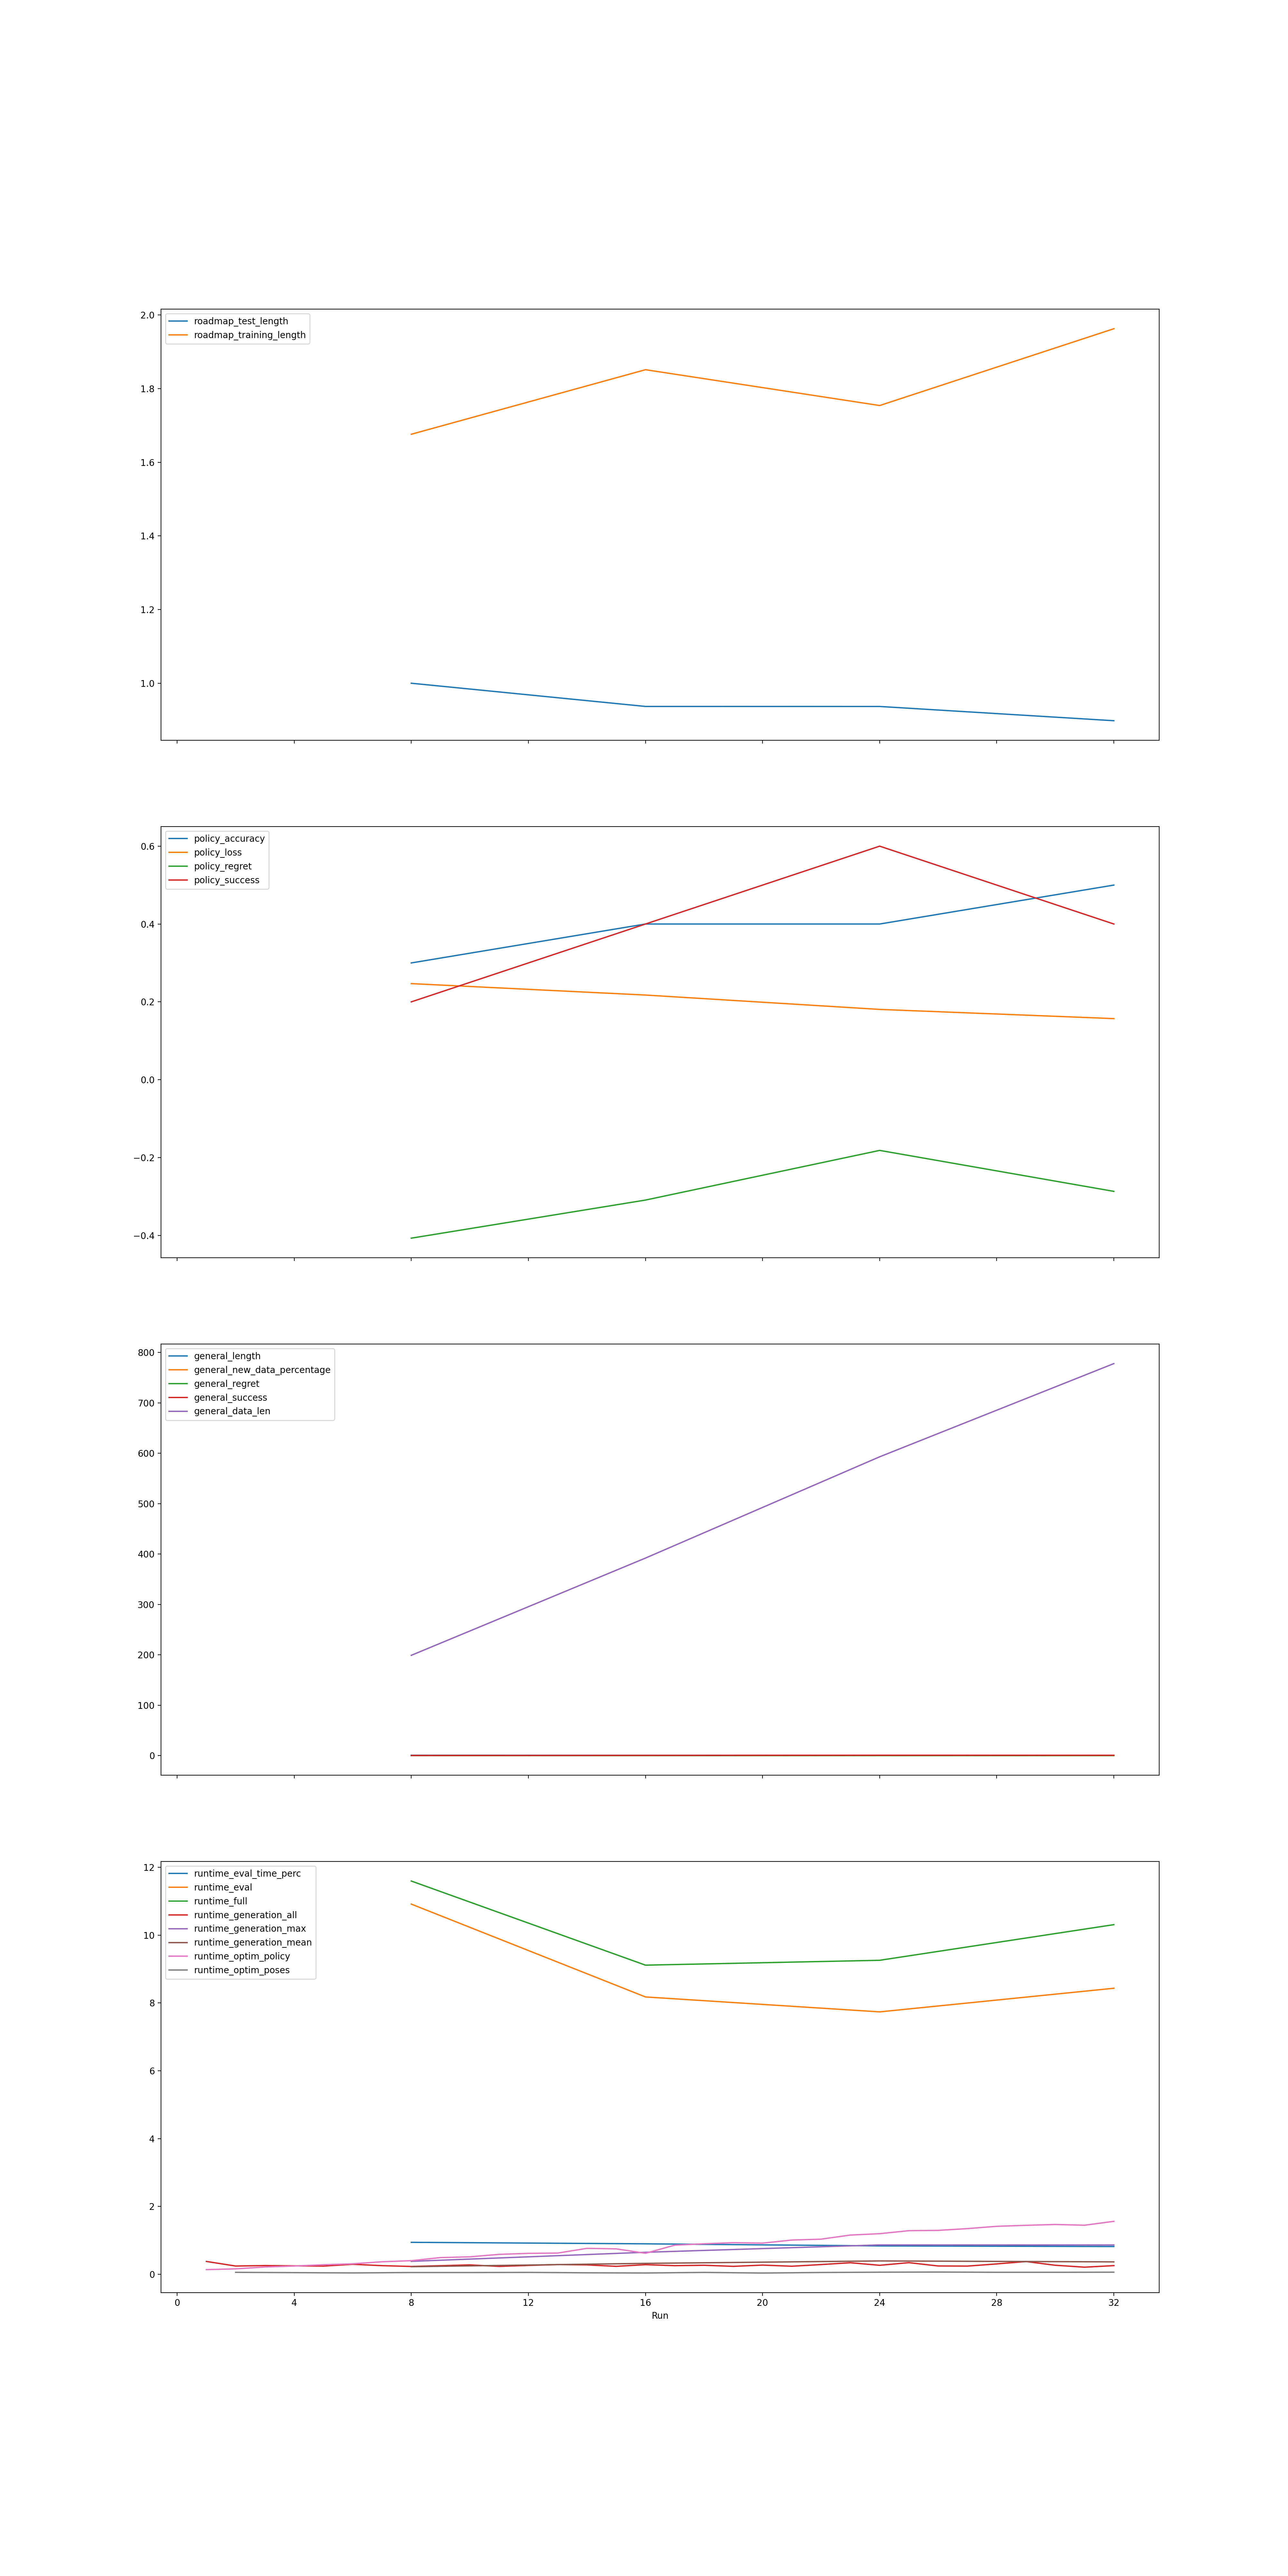 roadmap_test_length
roadmap_training_length
2.0
1.8
1.6
1.4
1.2
1.0
policy_accuracy
policy_loss
policy_regret
policy_success
0.6
0.4
0.2
0.0
−0.2
−0.4
general_length
general_new_data_percentage
general_regret
general_success
general_data_len
800
700
600
500
400
300
200
100
0
runtime_eval_time_perc
runtime_eval
runtime_full
runtime_generation_all
runtime_generation_max
runtime_generation_mean
runtime_optim_policy
runtime_optim_poses
12
10
8
6
4
2
0
0 4 8 12 16 20 24 28 32
Run